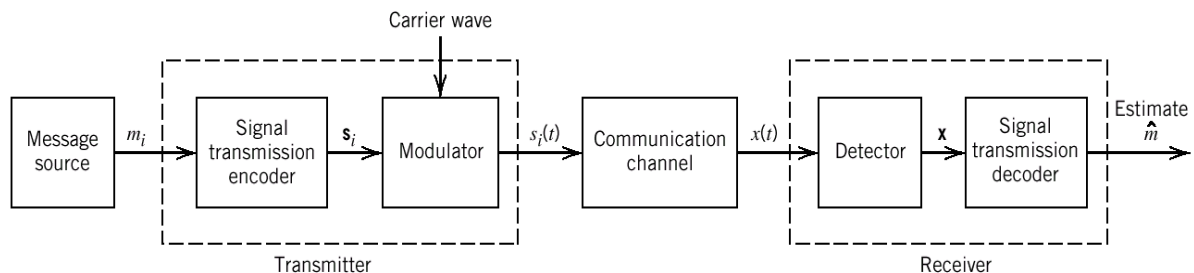 Carrier wave
Message
source
m_i
Signal
transmission
encoder
s_i
Modulator
s_i(t)
Communication
channel
x(t)
Detector
x
Signal
transmission
decoder
Estimate
m̂
Transmitter
Receiver